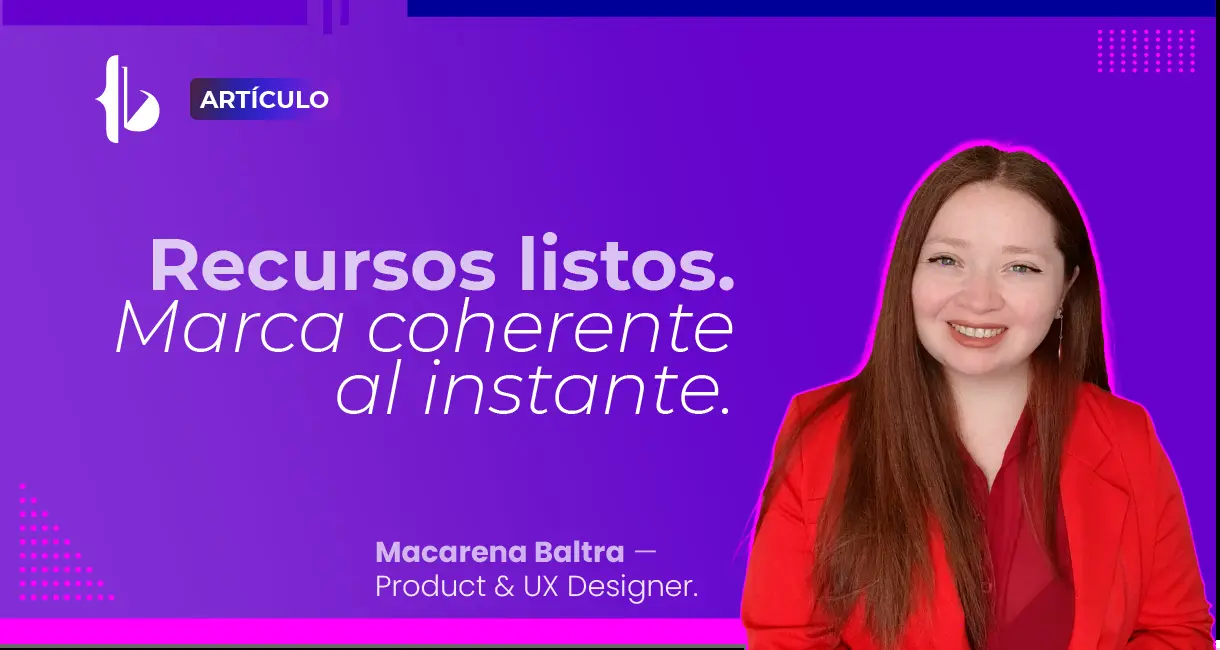 ARTÍCULO
Recursos listos.
Marca coherente
al instante.
Macarena Baltra —
Product & UX Designer.